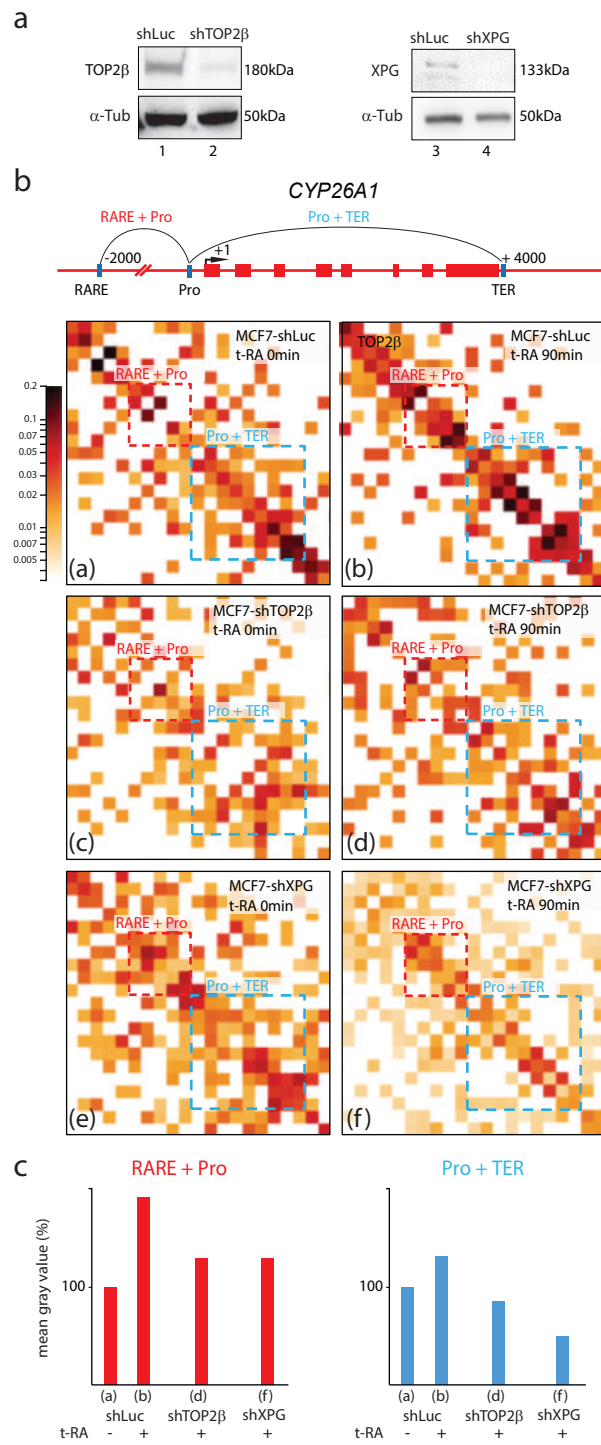 a
shLuc shTOP2β
TOP2β 180kDa
α-Tub 50kDa
1 2
shLuc shXPG
XPG 133kDa
α-Tub 50kDa
3 4
b
CYP26A1
RARE + Pro Pro + TER
-2000 +1 + 4000
RARE Pro TER
0.2
0.1
0.07
0.05
0.02
0.01
0.007
0.005
MCF7-shLuc
t-RA 0min
RARE + Pro
Pro + TER
(a)
TOP2β
MCF7-shLuc
t-RA 90min
RARE + Pro
Pro + TER
(b)
MCF7-shTOP2β
t-RA 0min
RARE + Pro
Pro + TER
(c)
MCF7-shTOP2β
t-RA 90min
RARE + Pro
Pro + TER
(d)
MCF7-shXPG
t-RA 0min
RARE + Pro
Pro + TER
(e)
MCF7-shXPG
t-RA 90min
RARE + Pro
Pro + TER
(f)
c
RARE + Pro
mean gray value (%)
100
(a) (b) (d) (f)
shLuc shTOP2β shXPG
t-RA - + + +
Pro + TER
100
(a) (b) (d) (f)
shLuc shTOP2β shXPG
t-RA - + + +